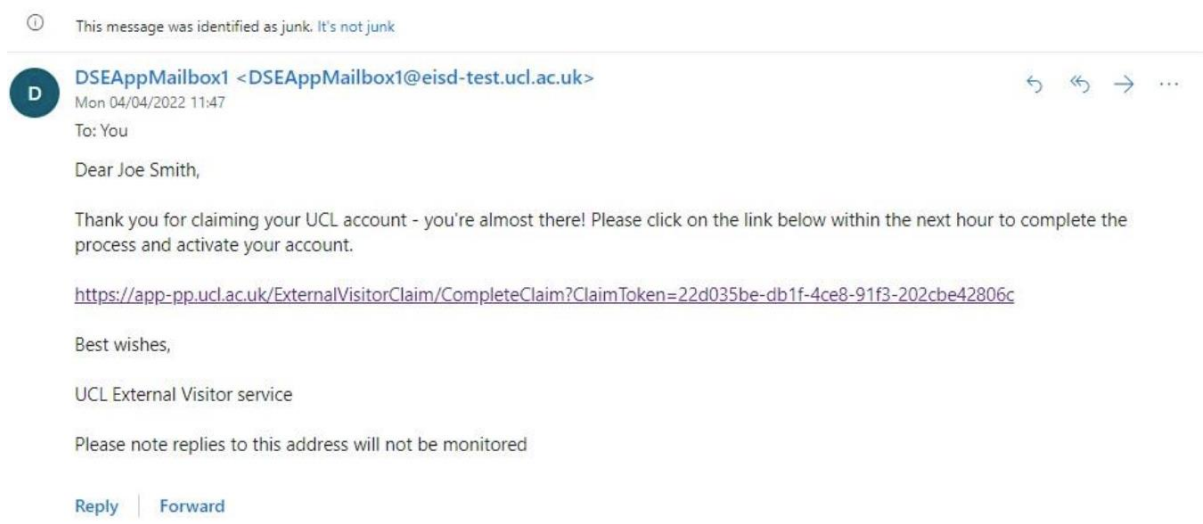 This message was identified as junk. It's not junk
D
DSEAppMailbox1 <DSEAppMailbox1@eisd-test.ucl.ac.uk>
Mon 04/04/2022 11:47
To: You
Dear Joe Smith,
Thank you for claiming your UCL account - you're almost there! Please click on the link below within the next hour to complete the
process and activate your account.
https://app-pp.ucl.ac.uk/ExternalVisitorClaim/CompleteClaim?ClaimToken=22d035be-db1f-4ce8-91f3-202cbe42806c
Best wishes,
UCL External Visitor service
Please note replies to this address will not be monitored
Reply | Forward